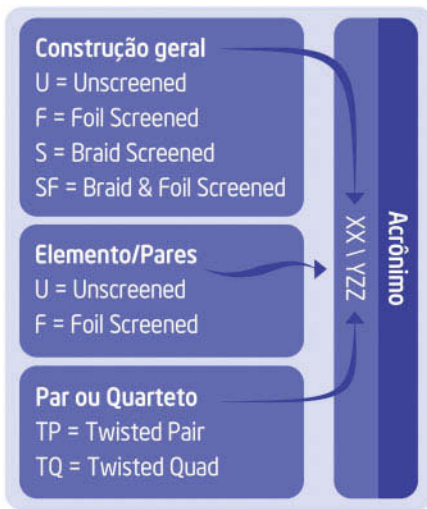 Construção geral
U = Unscreened
F = Foil Screened
S = Braid Screened
SF = Braid & Foil Screened
Elemento/Pares
U = Unscreened
F = Foil Screened
Par ou Quarteto
TP = Twisted Pair
TQ = Twisted Quad
XX \ YZZ
Acrônimo